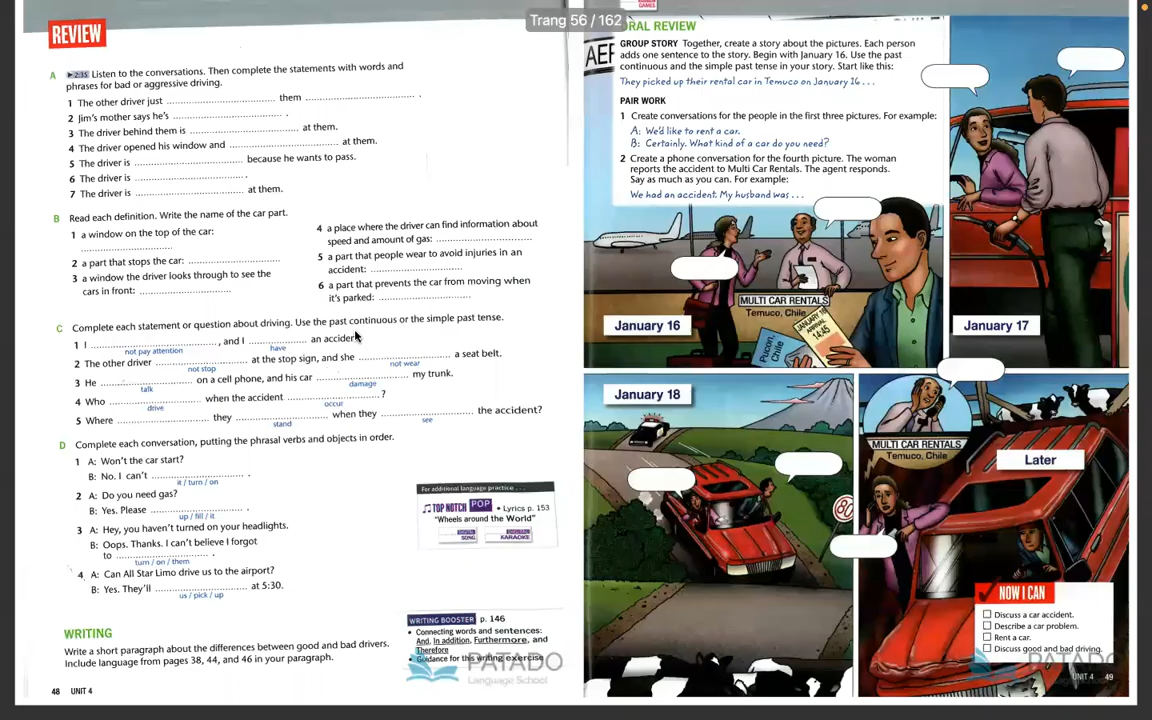 Trang 56 / 162
REVIEW
A ▶2:35 Listen to the conversations. Then complete the statements with words and
phrases for bad or aggressive driving.
1 The other driver just .............................. them .............................. .
2 Jim's mother says he's .............................. .
3 The driver behind them is .............................. at them.
4 The driver opened his window and .............................. at them.
5 The driver is .............................. because he wants to pass.
6 The driver is .............................. .
7 The driver is .............................. at them.
B Read each definition. Write the name of the car part.
1 a window on the top of the car:
..............................
2 a part that stops the car: ..............................
3 a window the driver looks through to see the
cars in front: ..............................
4 a place where the driver can find information about
speed and amount of gas: ..............................
5 a part that people wear to avoid injuries in an
accident: ..............................
6 a part that prevents the car from moving when
it's parked: ..............................
C Complete each statement or question about driving. Use the past continuous or the simple past tense.
1 I .............................. , and I .................... an accident.
not pay attention have
2 The other driver .............................. at the stop sign, and she .............................. a seat belt.
not stop not wear
3 He .............................. on a cell phone, and his car .............................. my trunk.
talk damage
4 Who .............................. when the accident .............................. ?
drive occur
5 Where .............................. they .............................. when they .............................. the accident?
stand see
D Complete each conversation, putting the phrasal verbs and objects in order.
1 A: Won't the car start?
B: No. I can't .............................. .
it / turn / on
2 A: Do you need gas?
B: Yes. Please .............................. .
up / fill / it
3 A: Hey, you haven't turned on your headlights.
B: Oops. Thanks. I can't believe I forgot
to .............................. .
turn / on / them
4 A: Can All Star Limo drive us to the airport?
B: Yes. They'll .............................. at 5:30.
us / pick / up
For additional language practice . . .
TOP NOTCH POP • Lyrics p. 153
"Wheels around the World"
DIGITAL SONG DIGITAL KARAOKE
WRITING
Write a short paragraph about the differences between good and bad drivers.
Include language from pages 38, 44, and 46 in your paragraph.
WRITING BOOSTER p. 146
• Connecting words and sentences:
And, In addition, Furthermore, and
Therefore
• Guidance for this writing exercise
PATADO
Language School
48 UNIT 4
GAMES
ORAL REVIEW
GROUP STORY Together, create a story about the pictures. Each person
adds one sentence to the story. Begin with January 16. Use the past
continuous and the simple past tense in your story. Start like this:
They picked up their rental car in Temuco on January 16 . . .
PAIR WORK
1 Create conversations for the people in the first three pictures. For example:
A: We'd like to rent a car.
B: Certainly. What kind of a car do you need?
2 Create a phone conversation for the fourth picture. The woman
reports the accident to Multi Car Rentals. The agent responds.
Say as much as you can. For example:
We had an accident. My husband was . . .
AEF
MULTI CAR RENTALS
Temuco, Chile
JANUARY 16
ARRIVAL
14:45
Pucon, Chile
January 16
January 17
January 18
80
MULTI CAR RENTALS
Temuco, Chile
Later
NOW I CAN
Discuss a car accident.
Describe a car problem.
Rent a car.
Discuss good and bad driving.
PATADO
Language School
UNIT 4 49